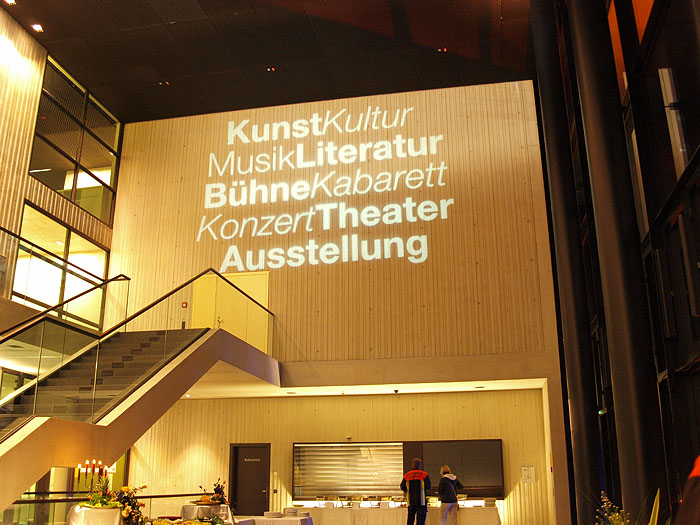 KunstKultur
MusikLiteratur
BühneKabarett
KonzertTheater
Ausstellung